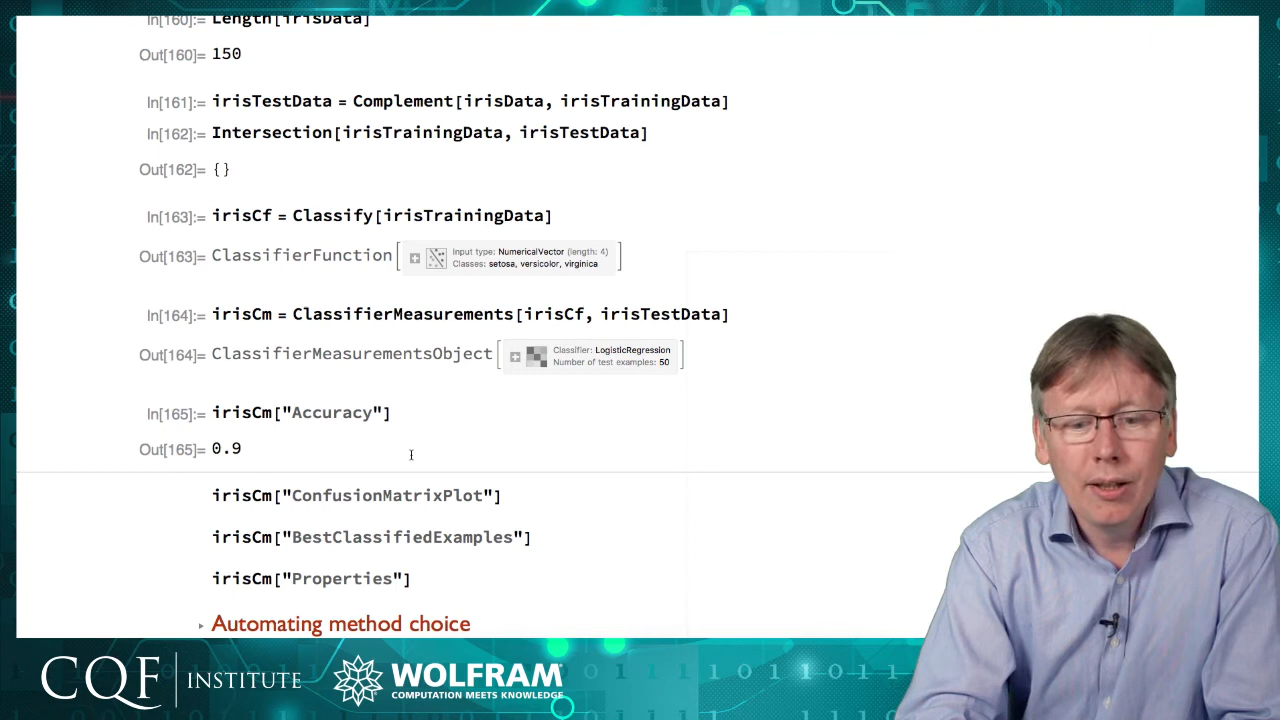 In[160]:= Length[irisData]
Out[160]= 150
In[161]:= irisTestData = Complement[irisData, irisTrainingData]
In[162]:= Intersection[irisTrainingData, irisTestData]
Out[162]= {}
In[163]:= irisCf = Classify[irisTrainingData]
Out[163]= ClassifierFunction[ Input type: NumericalVector (length: 4)
Classes: setosa, versicolor, virginica ]
In[164]:= irisCm = ClassifierMeasurements[irisCf, irisTestData]
Out[164]= ClassifierMeasurementsObject[ Classifier: LogisticRegression
Number of test examples: 50 ]
In[165]:= irisCm["Accuracy"]
Out[165]= 0.9
irisCm["ConfusionMatrixPlot"]
irisCm["BestClassifiedExamples"]
irisCm["Properties"]
Automating method choice
CQF INSTITUTE
WOLFRAM
COMPUTATION MEETS KNOWLEDGE